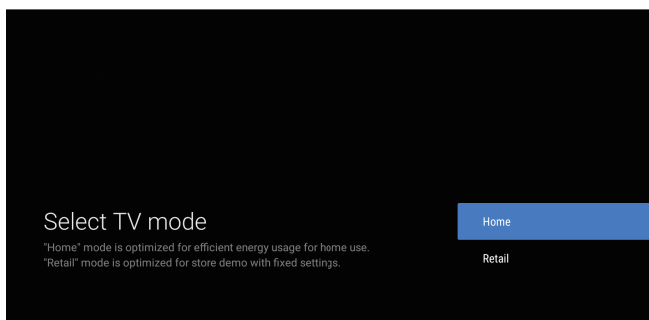 Select TV mode
"Home" mode is optimized for efficient energy usage for home use.
"Retail" mode is optimized for store demo with fixed settings.
Home
Retail